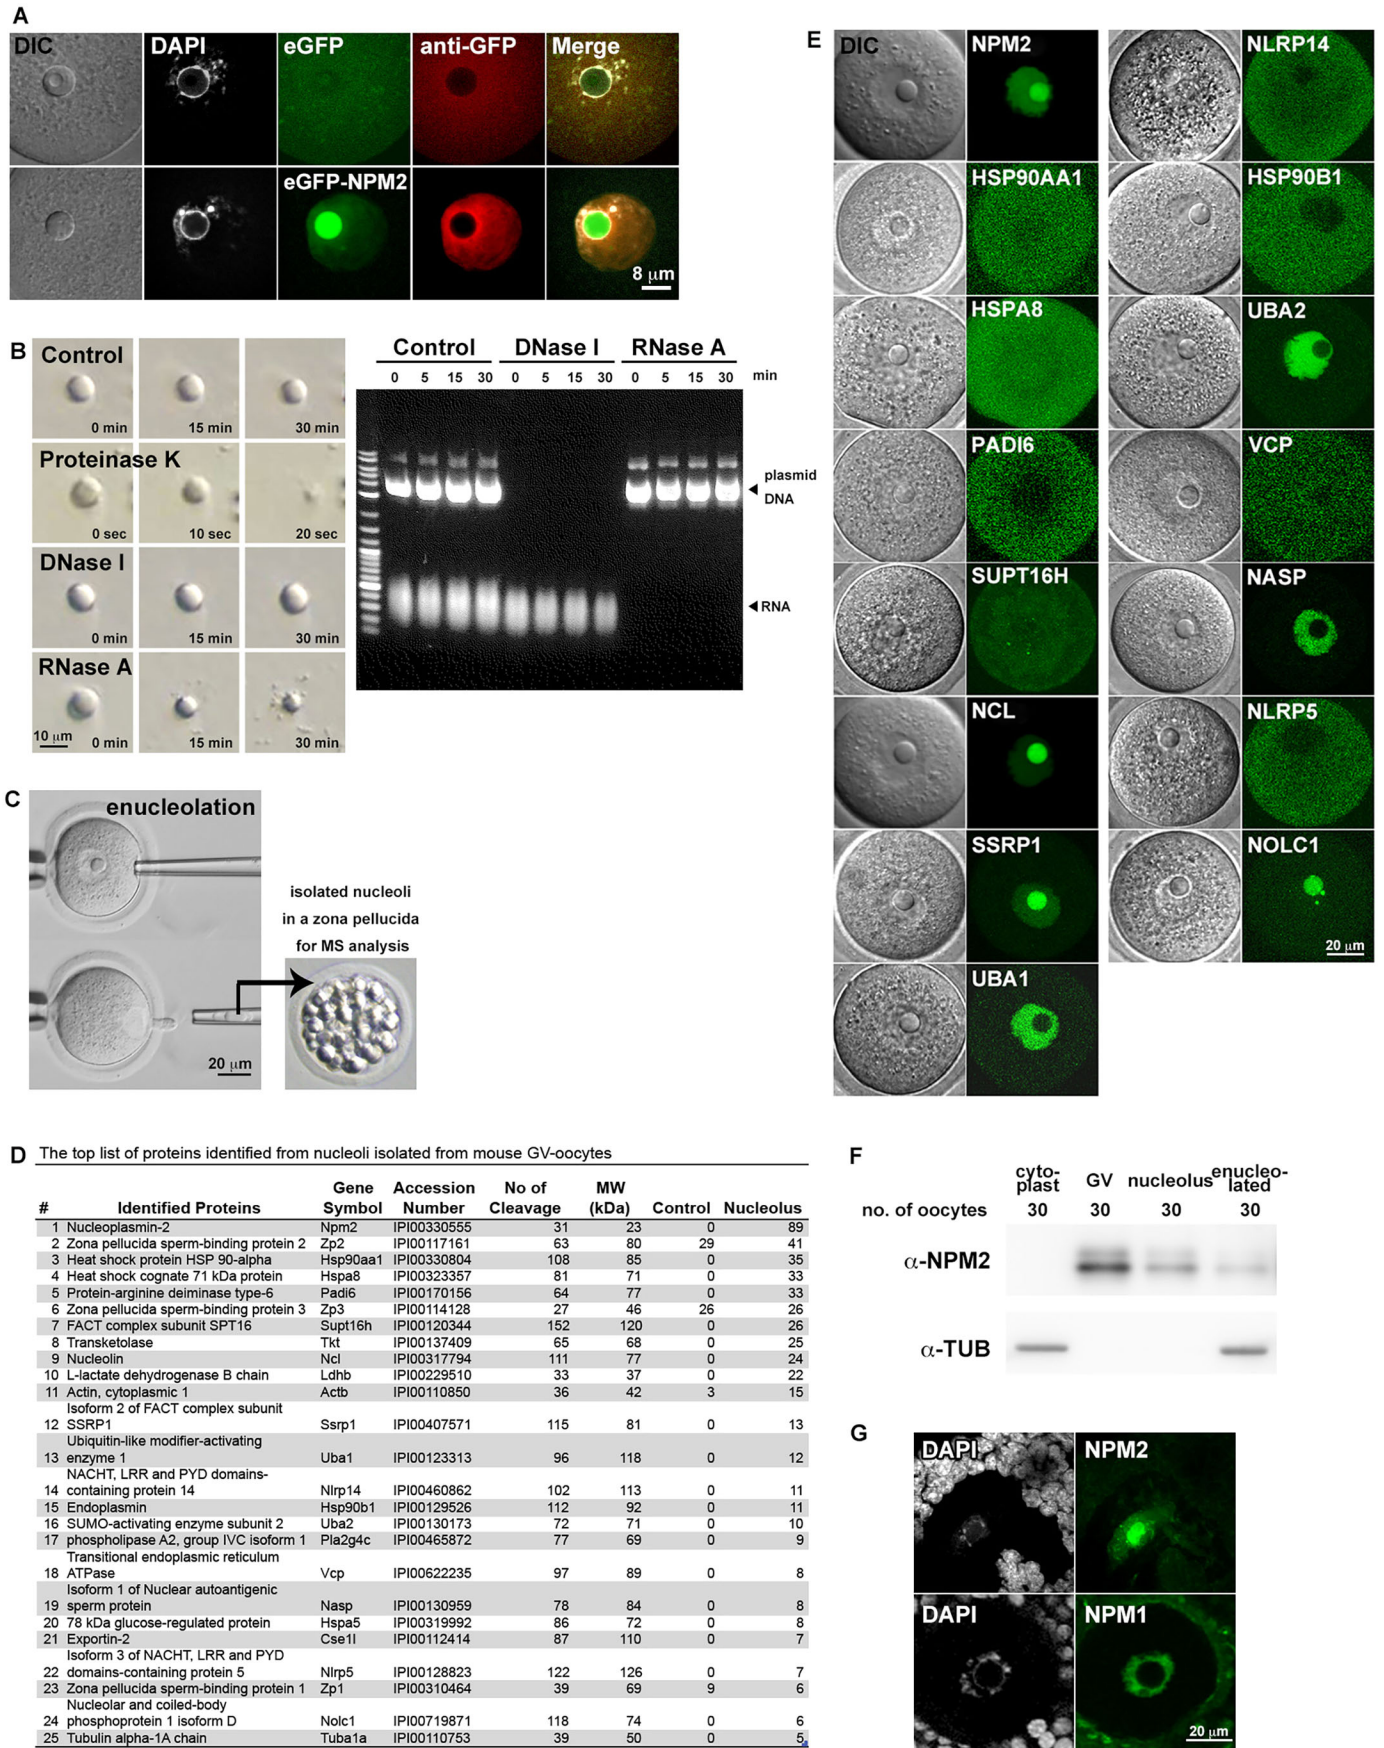 A
DIC
DAPI
eGFP
anti-GFP
Merge
eGFP-NPM2
8 μm
B
Control
0 min
15 min
30 min
Proteinase K
0 sec
10 sec
20 sec
DNase I
0 min
15 min
30 min
RNase A
10 μm
0 min
15 min
30 min
Control DNase I RNase A
0 5 15 30 0 5 15 30 0 5 15 30 min
plasmid
DNA
RNA
C
enucleolation
20 μm
isolated nucleoli
in a zona pellucida
for MS analysis
D The top list of proteins identified from nucleoli isolated from mouse GV-oocytes
Gene Accession No of MW
# Identified Proteins Symbol Number Cleavage (kDa) Control Nucleolus
1 Nucleoplasmin-2 Npm2 IPI00330555 31 23 0 89
2 Zona pellucida sperm-binding protein 2 Zp2 IPI00117161 63 80 29 41
3 Heat shock protein HSP 90-alpha Hsp90aa1 IPI00330804 108 85 0 35
4 Heat shock cognate 71 kDa protein Hspa8 IPI00323357 81 71 0 33
5 Protein-arginine deiminase type-6 Padi6 IPI00170156 64 77 0 33
6 Zona pellucida sperm-binding protein 3 Zp3 IPI00114128 27 46 26 26
7 FACT complex subunit SPT16 Supt16h IPI00120344 152 120 0 26
8 Transketolase Tkt IPI00137409 65 68 0 25
9 Nucleolin Ncl IPI00317794 111 77 0 24
10 L-lactate dehydrogenase B chain Ldhb IPI00229510 33 37 0 22
11 Actin, cytoplasmic 1 Actb IPI00110850 36 42 3 15
Isoform 2 of FACT complex subunit
12 SSRP1 Ssrp1 IPI00407571 115 81 0 13
Ubiquitin-like modifier-activating
13 enzyme 1 Uba1 IPI00123313 96 118 0 12
NACHT, LRR and PYD domains-
14 containing protein 14 Nlrp14 IPI00460862 102 113 0 11
15 Endoplasmin Hsp90b1 IPI00129526 112 92 0 11
16 SUMO-activating enzyme subunit 2 Uba2 IPI00130173 72 71 0 10
17 phospholipase A2, group IVC isoform 1 Pla2g4c IPI00465872 77 69 0 9
Transitional endoplasmic reticulum
18 ATPase Vcp IPI00622235 97 89 0 8
Isoform 1 of Nuclear autoantigenic
19 sperm protein Nasp IPI00130959 78 84 0 8
20 78 kDa glucose-regulated protein Hspa5 IPI00319992 86 72 0 8
21 Exportin-2 Cse1l IPI00112414 87 110 0 7
Isoform 3 of NACHT, LRR and PYD
22 domains-containing protein 5 Nlrp5 IPI00128823 122 126 0 7
23 Zona pellucida sperm-binding protein 1 Zp1 IPI00310464 39 69 9 6
Nucleolar and coiled-body
24 phosphoprotein 1 isoform D Nolc1 IPI00719871 118 74 0 6
25 Tubulin alpha-1A chain Tuba1a IPI00110753 39 50 0 5
E
DIC
NPM2
NLRP14
HSP90AA1
HSP90B1
HSPA8
UBA2
PADI6
VCP
SUPT16H
NASP
NCL
NLRP5
SSRP1
NOLC1
20 μm
UBA1
F
cyto-
plast
GV
nucleolus
enucleo-
lated
no. of oocytes 30 30 30 30
α-NPM2
α-TUB
G
DAPI
NPM2
DAPI
NPM1
20 μm